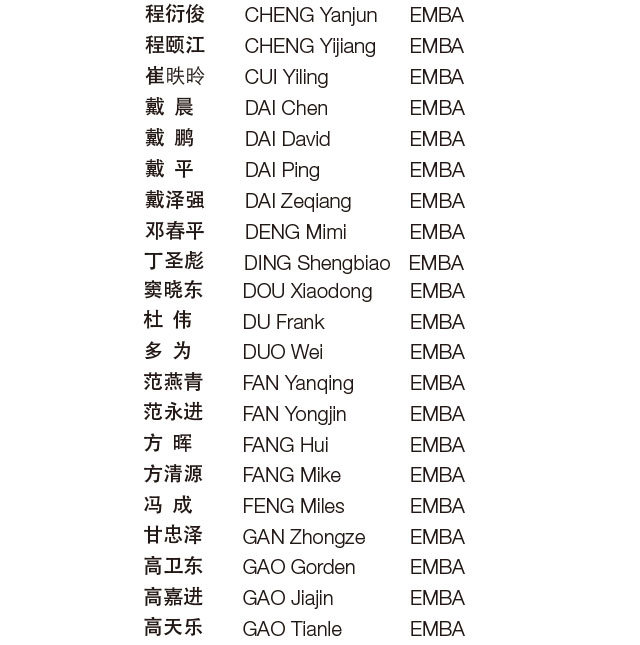 程衍俊 CHENG Yanjun EMBA
程颐江 CHENG Yijiang EMBA
崔昳昤 CUI Yiling EMBA
戴 晨 DAI Chen EMBA
戴 鹏 DAI David EMBA
戴 平 DAI Ping EMBA
戴泽强 DAI Zeqiang EMBA
邓春平 DENG Mimi EMBA
丁圣彪 DING Shengbiao EMBA
窦晓东 DOU Xiaodong EMBA
杜 伟 DU Frank EMBA
多 为 DUO Wei EMBA
范燕青 FAN Yanqing EMBA
范永进 FAN Yongjin EMBA
方 晖 FANG Hui EMBA
方清源 FANG Mike EMBA
冯 成 FENG Miles EMBA
甘忠泽 GAN Zhongze EMBA
高卫东 GAO Gorden EMBA
高嘉进 GAO Jiajin EMBA
高天乐 GAO Tianle EMBA